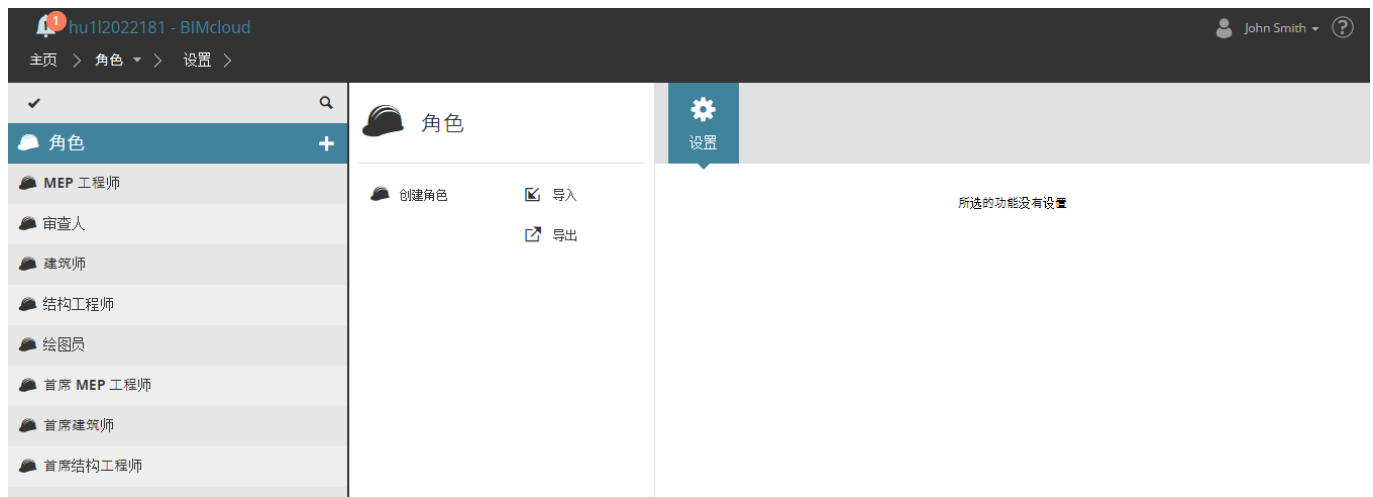 1
hu1l2022181 - BIMcloud
John Smith
?
主页 > 角色 > 设置 >
角色
MEP 工程师
审查人
建筑师
结构工程师
绘图员
首席 MEP 工程师
首席建筑师
首席结构工程师
角色
创建角色 导入
导出
设置
所选的功能没有设置